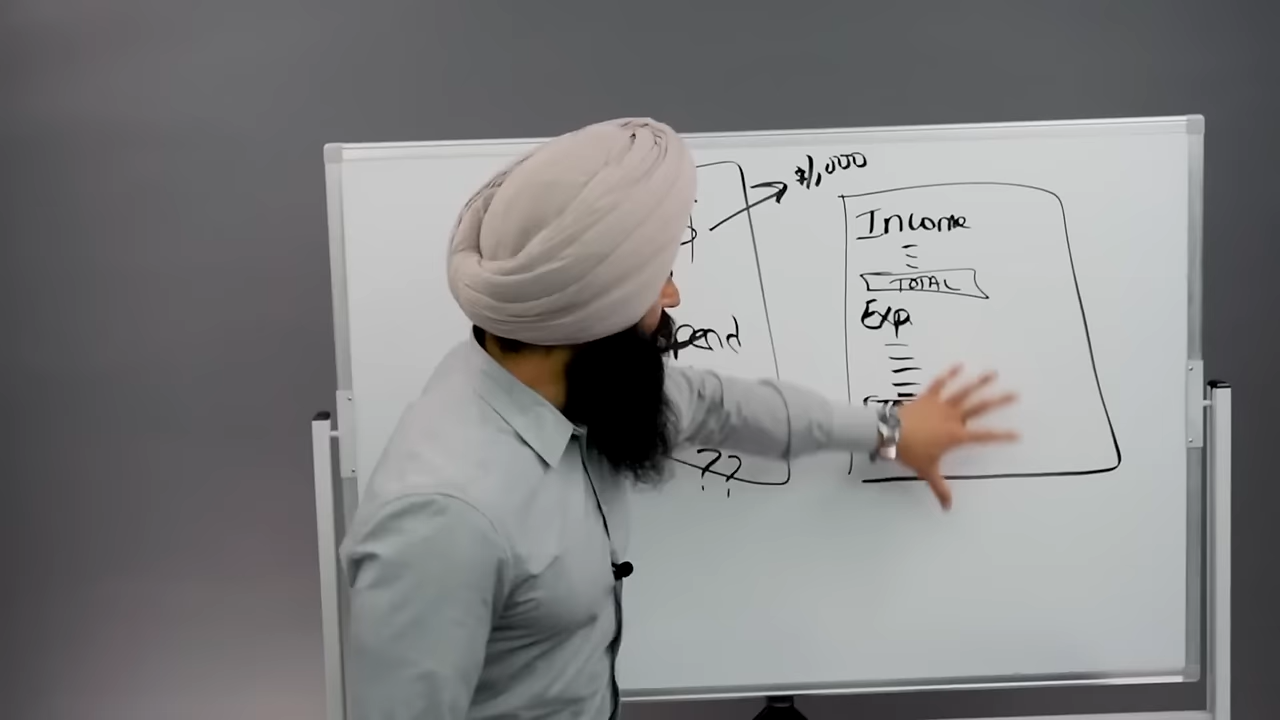 $1,000
$
pend
??
Income
TOTAL
Exp